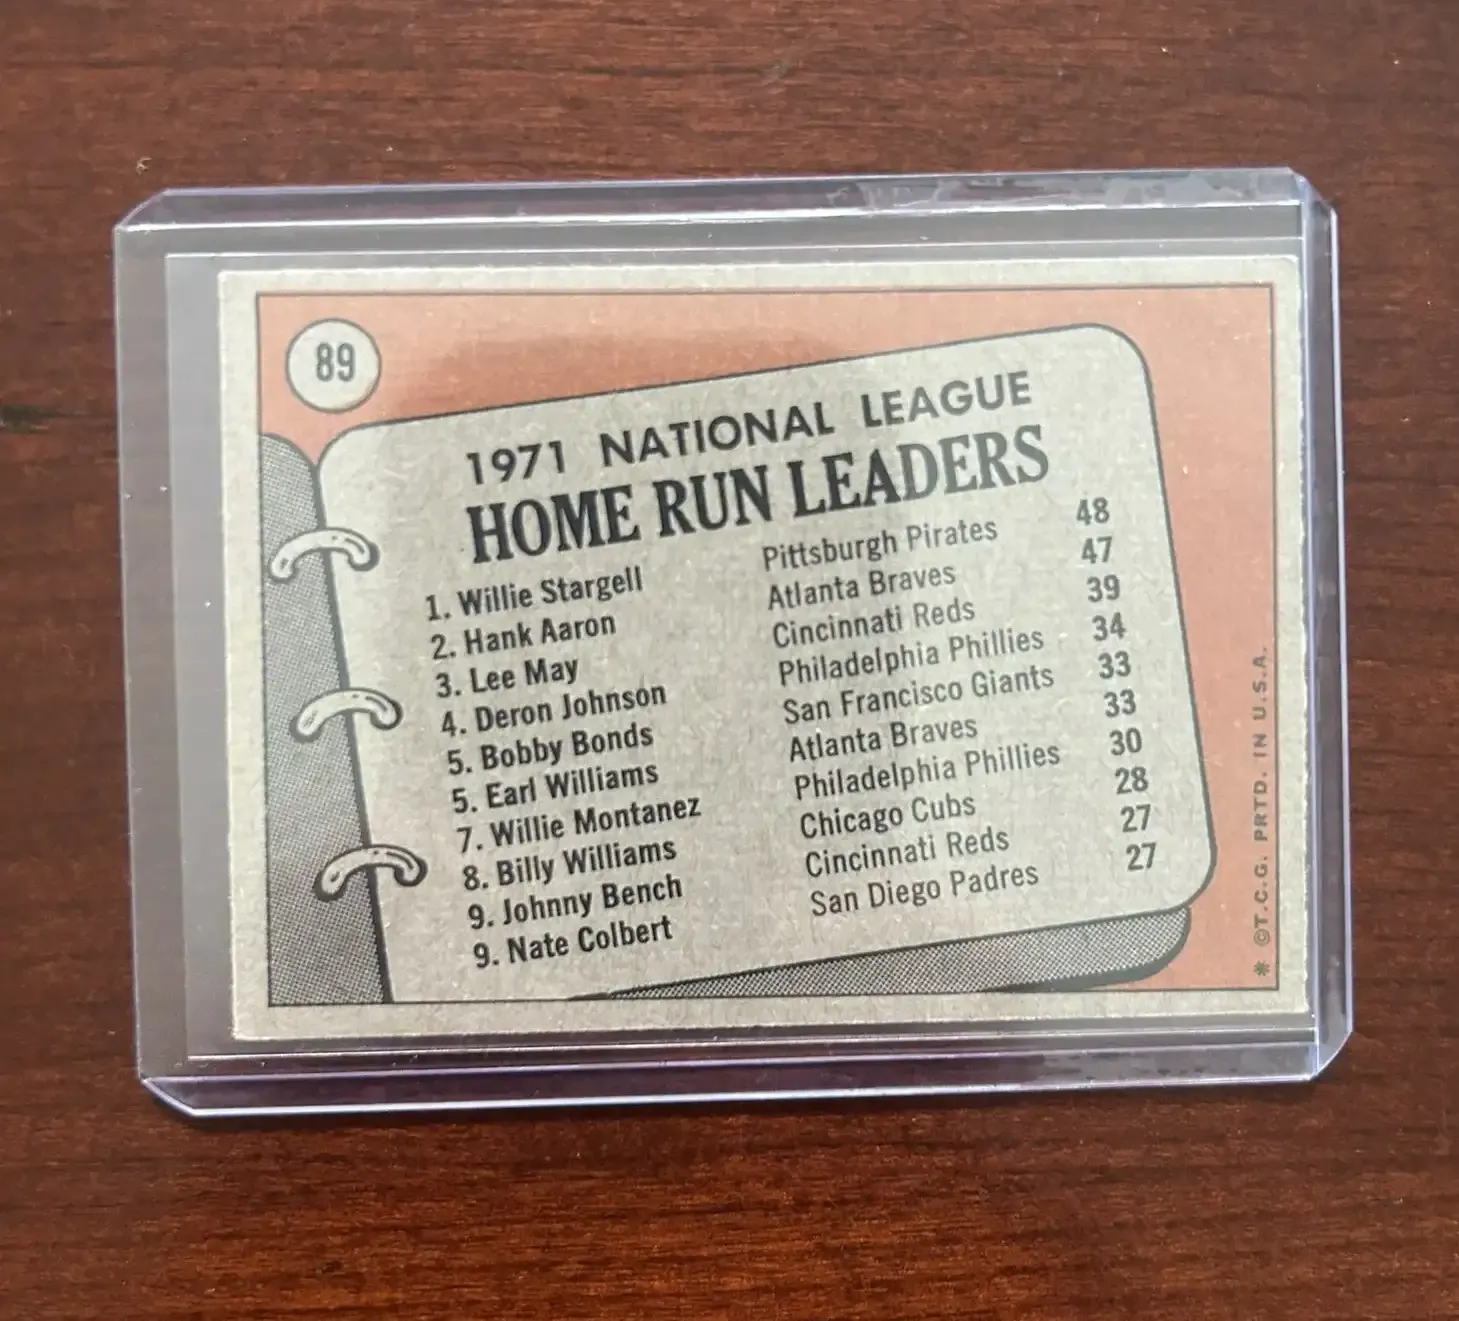 89
1971 NATIONAL LEAGUE
HOME RUN LEADERS
1. Willie Stargell Pittsburgh Pirates 48
2. Hank Aaron Atlanta Braves 47
3. Lee May Cincinnati Reds 39
4. Deron Johnson Philadelphia Phillies 34
5. Bobby Bonds San Francisco Giants 33
5. Earl Williams Atlanta Braves 33
7. Willie Montanez Philadelphia Phillies 30
8. Billy Williams Chicago Cubs 28
9. Johnny Bench Cincinnati Reds 27
9. Nate Colbert San Diego Padres 27
* ©T.C.G. PRTD. IN U.S.A.